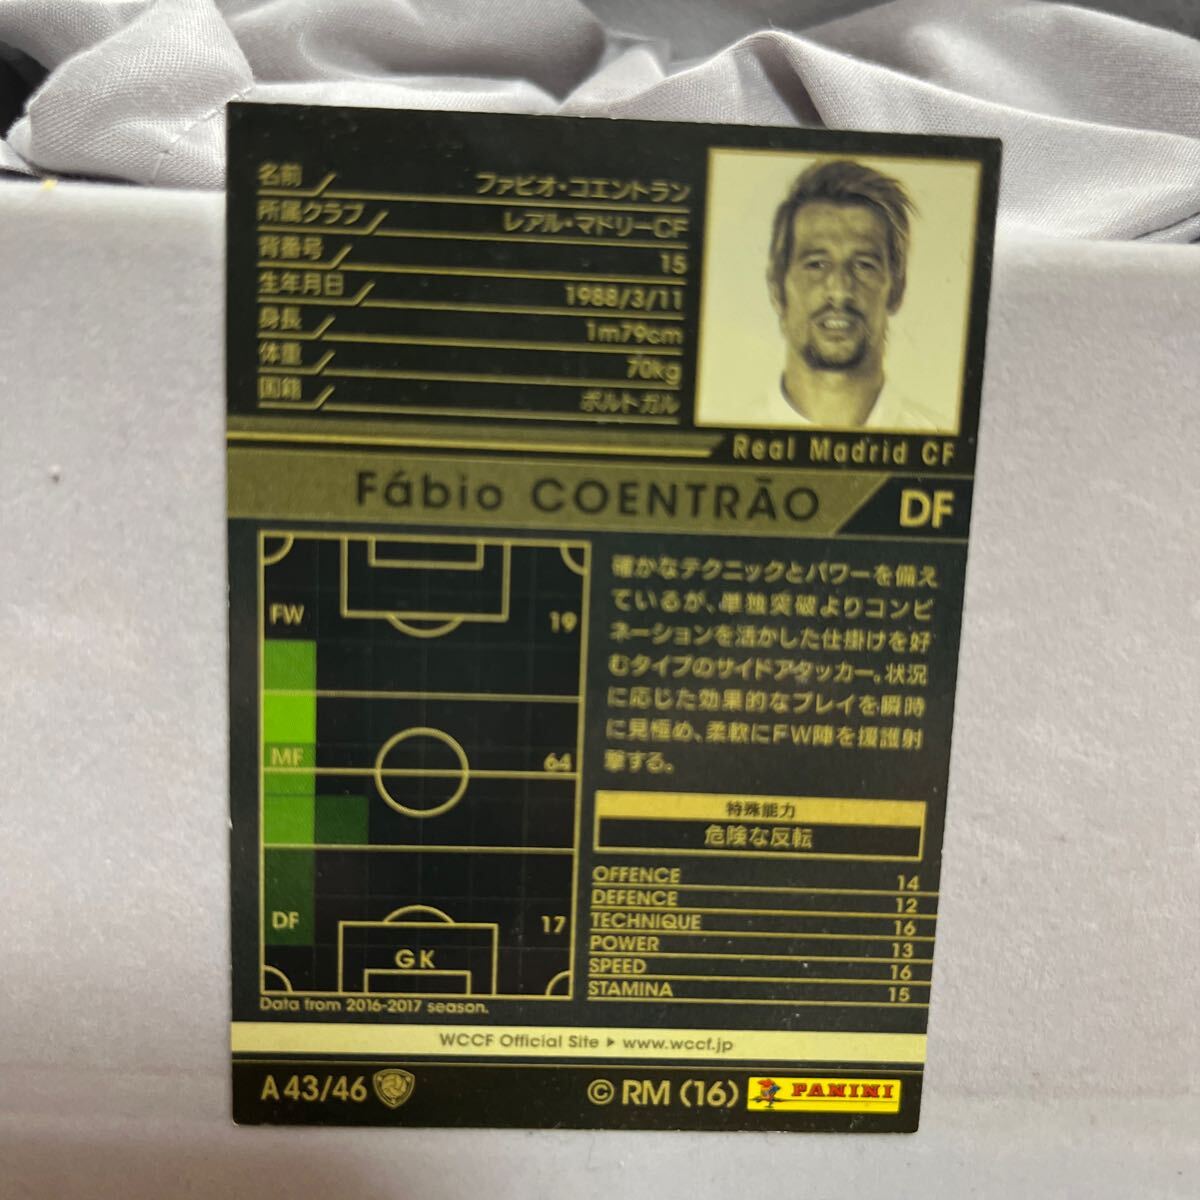 名前 ファビオ・コエントラン
所属クラブ レアル・マドリーCF
背番号 15
生年月日 1988/3/11
身長 1m79cm
体重 70kg
国籍 ポルトガル
Real Madrid CF
Fábio COENTRÃO DF
FW 19
MF 64
DF 17
GK
Data from 2016-2017 season.
確かなテクニックとパワーを備え
ているが、単独突破よりコンビ
ネーションを活かした仕掛けを好
むタイプのサイドアタッカー。状況
に応じた効果的なプレイを瞬時
に見極め、柔軟にFW陣を援護射
撃する。
特殊能力
危険な反転
OFFENCE 14
DEFENCE 12
TECHNIQUE 16
POWER 13
SPEED 16
STAMINA 15
WCCF Official Site ▶ www.wccf.jp
A43/46
© RM (16) PANINI